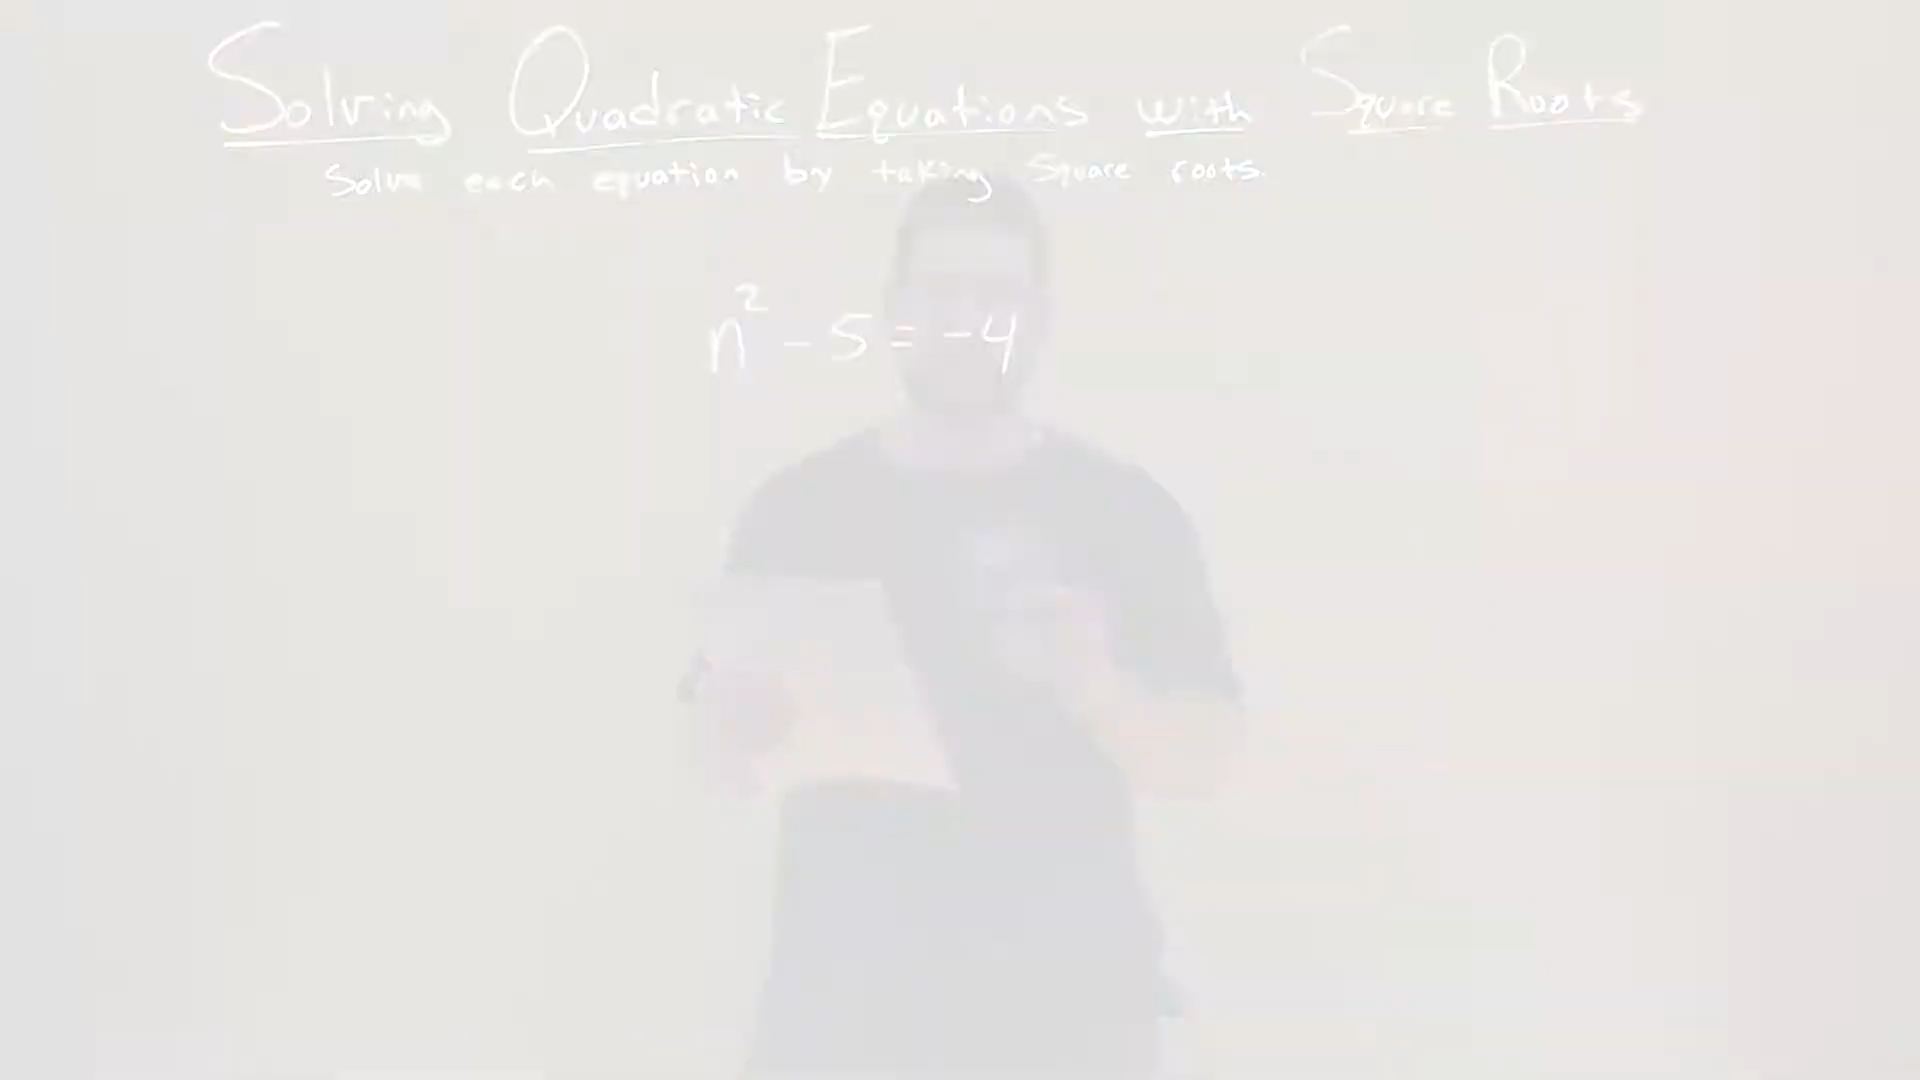 Solving Quadratic Equations with Square Roots
Solve each equation by taking Square roots.
n² - 5 = -4